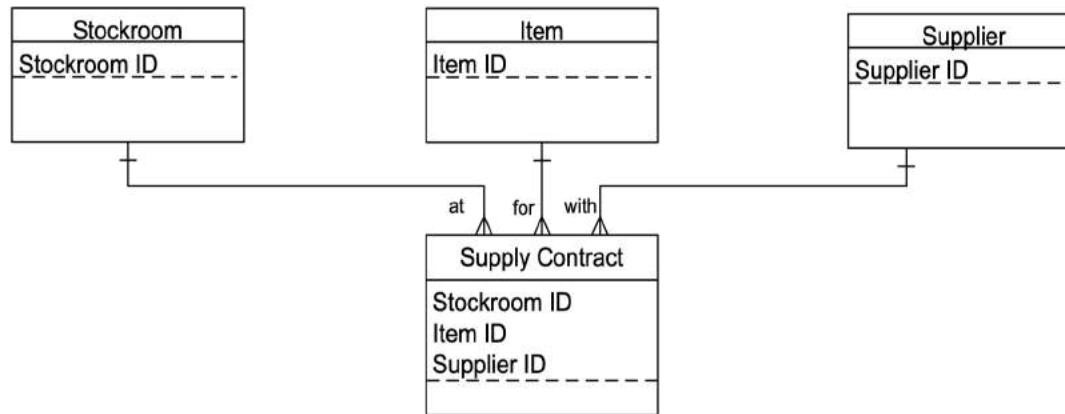 Stockroom
Stockroom ID
Item
Item ID
Supplier
Supplier ID
at
for
with
Supply Contract
Stockroom ID
Item ID
Supplier ID